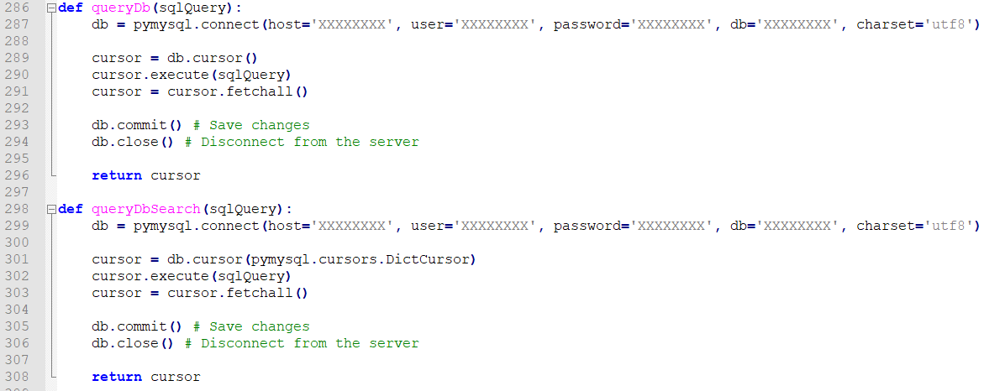 286 def queryDb(sqlQuery):
287     db = pymysql.connect(host='XXXXXXXX', user='XXXXXXXX', password='XXXXXXXX', db='XXXXXXXX', charset='utf8')
288
289     cursor = db.cursor()
290     cursor.execute(sqlQuery)
291     cursor = cursor.fetchall()
292
293     db.commit() # Save changes
294     db.close() # Disconnect from the server
295
296     return cursor
297
298 def queryDbSearch(sqlQuery):
299     db = pymysql.connect(host='XXXXXXXX', user='XXXXXXXX', password='XXXXXXXX', db='XXXXXXXX', charset='utf8')
300
301     cursor = db.cursor(pymysql.cursors.DictCursor)
302     cursor.execute(sqlQuery)
303     cursor = cursor.fetchall()
304
305     db.commit() # Save changes
306     db.close() # Disconnect from the server
307
308     return cursor